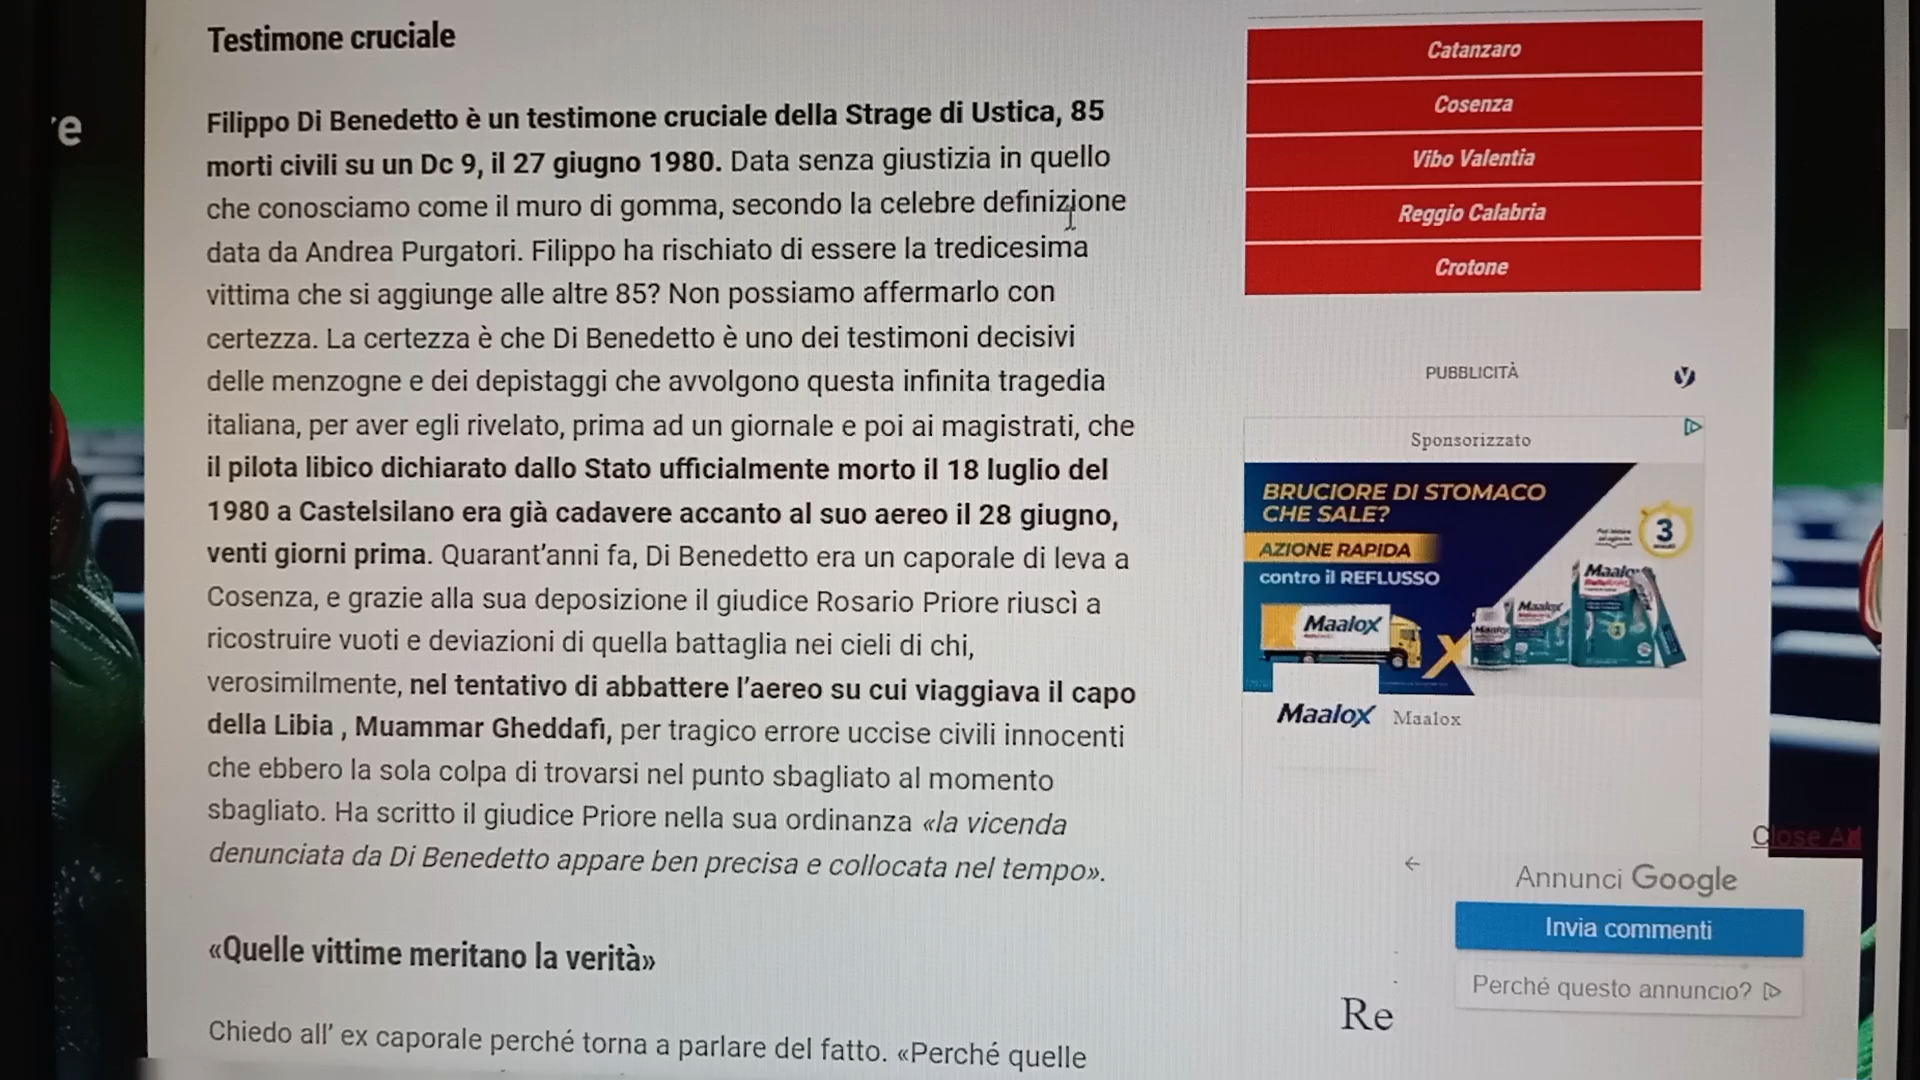 Testimone cruciale
Filippo Di Benedetto è un testimone cruciale della Strage di Ustica, 85
morti civili su un Dc 9, il 27 giugno 1980. Data senza giustizia in quello
che conosciamo come il muro di gomma, secondo la celebre definizione
data da Andrea Purgatori. Filippo ha rischiato di essere la tredicesima
vittima che si aggiunge alle altre 85? Non possiamo affermarlo con
certezza. La certezza è che Di Benedetto è uno dei testimoni decisivi
delle menzogne e dei depistaggi che avvolgono questa infinita tragedia
italiana, per aver egli rivelato, prima ad un giornale e poi ai magistrati, che
il pilota libico dichiarato dallo Stato ufficialmente morto il 18 luglio del
1980 a Castelsilano era già cadavere accanto al suo aereo il 28 giugno,
venti giorni prima. Quarant'anni fa, Di Benedetto era un caporale di leva a
Cosenza, e grazie alla sua deposizione il giudice Rosario Priore riuscì a
ricostruire vuoti e deviazioni di quella battaglia nei cieli di chi,
verosimilmente, nel tentativo di abbattere l'aereo su cui viaggiava il capo
della Libia , Muammar Gheddafi, per tragico errore uccise civili innocenti
che ebbero la sola colpa di trovarsi nel punto sbagliato al momento
sbagliato. Ha scritto il giudice Priore nella sua ordinanza «la vicenda
denunciata da Di Benedetto appare ben precisa e collocata nel tempo».
«Quelle vittime meritano la verità»
Chiedo all' ex caporale perché torna a parlare del fatto. «Perché quelle
re
Catanzaro
Cosenza
Vibo Valentia
Reggio Calabria
Crotone
PUBBLICITÀ
Sponsorizzato
BRUCIORE DI STOMACO
CHE SALE?
AZIONE RAPIDA
contro il REFLUSSO
3
Maalox
Maalox
Maalox
Maalox
Maalox Maalox
Close Ad
Annunci Google
Invia commenti
Perché questo annuncio?
Re